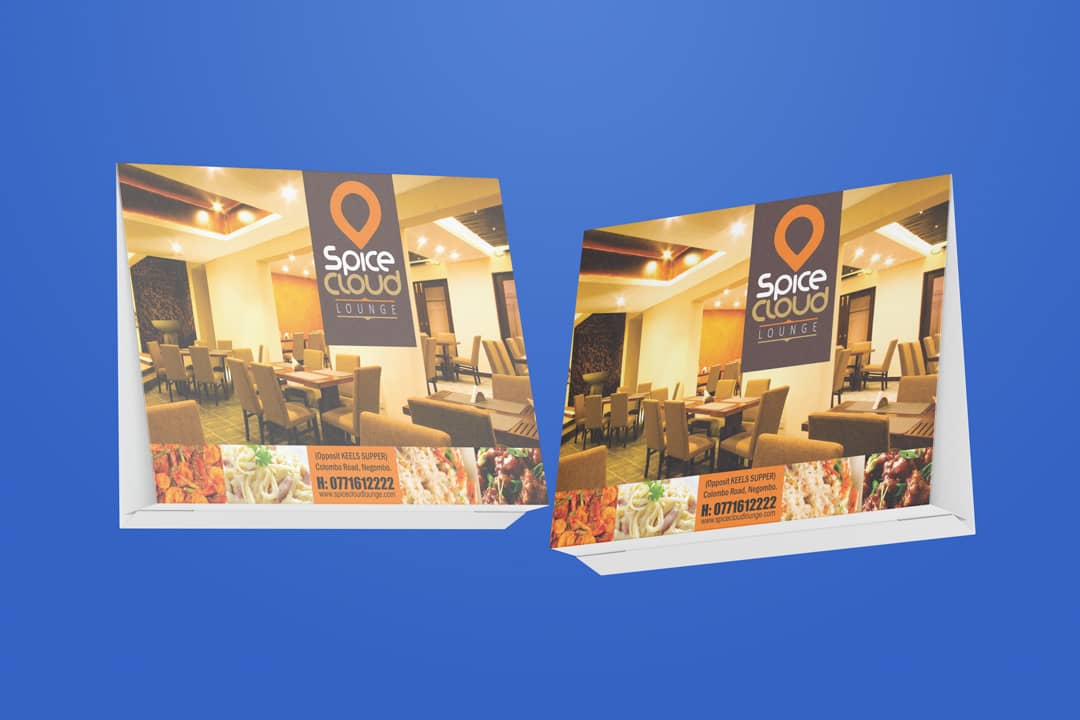 Spice
CLOUD
LOUNGE
(Opposit KEELS SUPPER)
Colombo Road, Negombo.
H: 0771612222
www.spicecloudlounge.com
Spice
CLOUD
LOUNGE
(Opposit KEELS SUPPER)
Colombo Road, Negombo.
H: 0771612222
www.spicecloudlounge.com